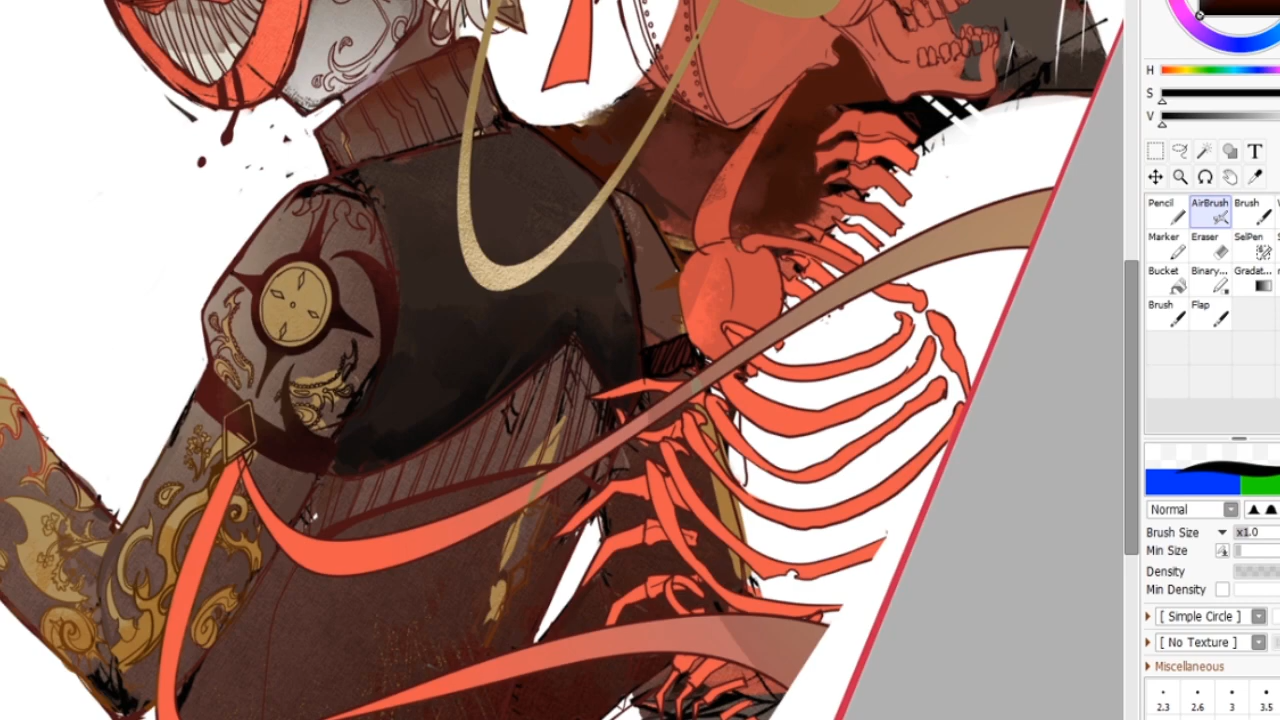 H
S
V
T
Pencil AirBrush Brush
Marker Eraser SelPen
Bucket Binary... Gradat...
Brush Flap
Normal
Brush Size x1.0
Min Size
Density
Min Density
[ Simple Circle ]
[ No Texture ]
Miscellaneous
2.3 2.6 3 3.5